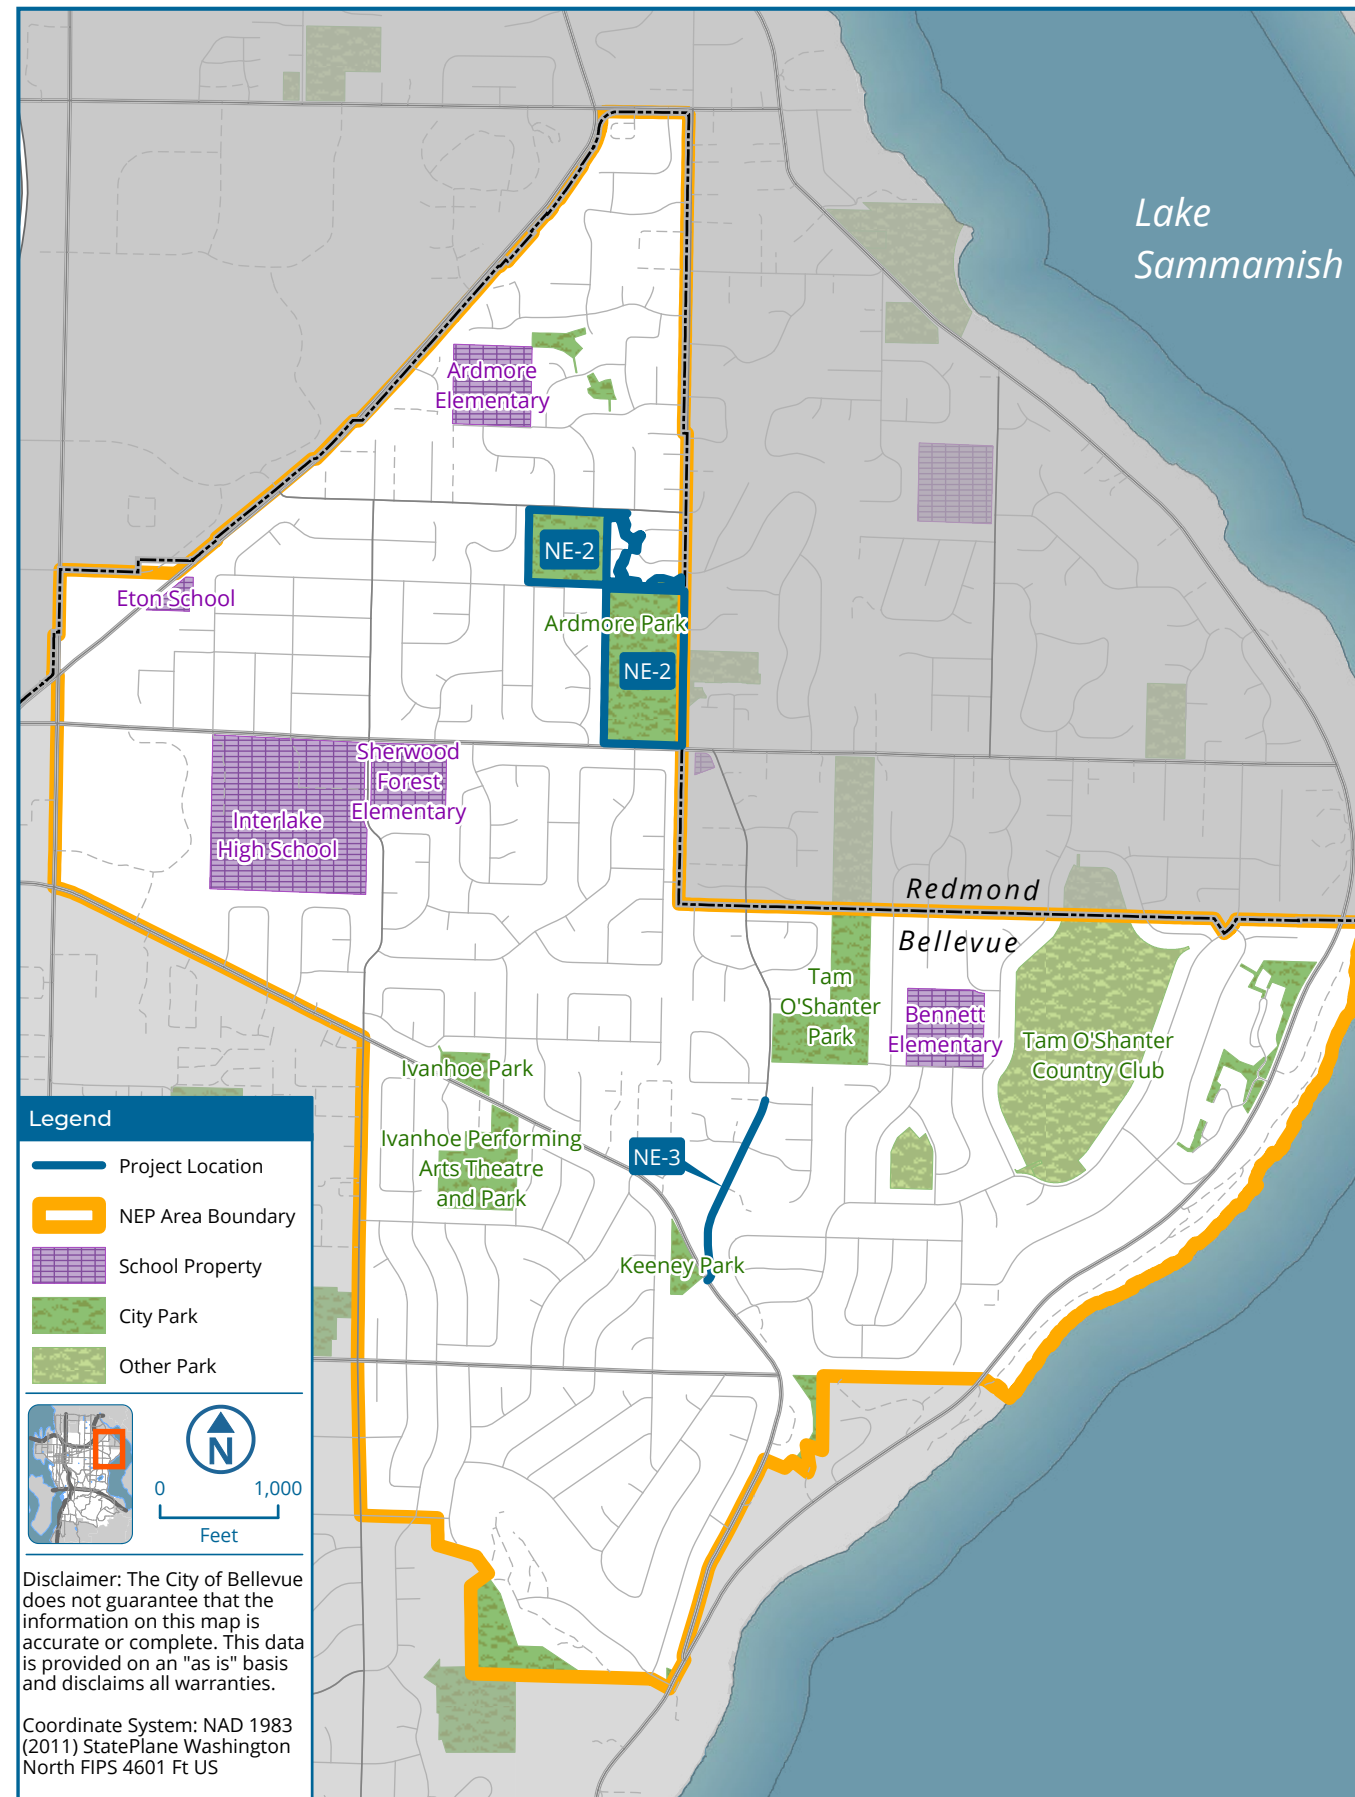 Lake
Sammamish
Ardmore
Elementary
NE-2
Eton School
Ardmore Park
NE-2
Sherwood
Forest
Elementary
Interlake
High School
Redmond
Bellevue
Tam
O'Shanter
Park
Bennett
Elementary
Tam O'Shanter
Country Club
Ivanhoe Park
Ivanhoe Performing
Arts Theatre
and Park
NE-3
Keeney Park
Legend
Project Location
NEP Area Boundary
School Property
City Park
Other Park
N
0 1,000
Feet
Disclaimer: The City of Bellevue
does not guarantee that the
information on this map is
accurate or complete. This data
is provided on an "as is" basis
and disclaims all warranties.
Coordinate System: NAD 1983
(2011) StatePlane Washington
North FIPS 4601 Ft US